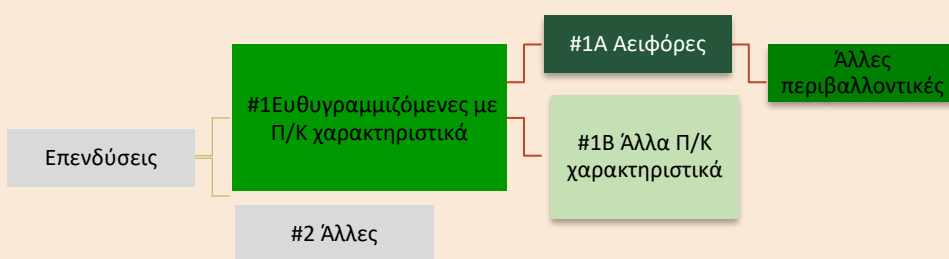 Επενδύσεις
#1Ευθυγραμμιζόμενες με
Π/Κ χαρακτηριστικά
#2 Άλλες
#1A Αειφόρες
#1B Άλλα Π/Κ
χαρακτηριστικά
Άλλες
περιβαλλοντικές